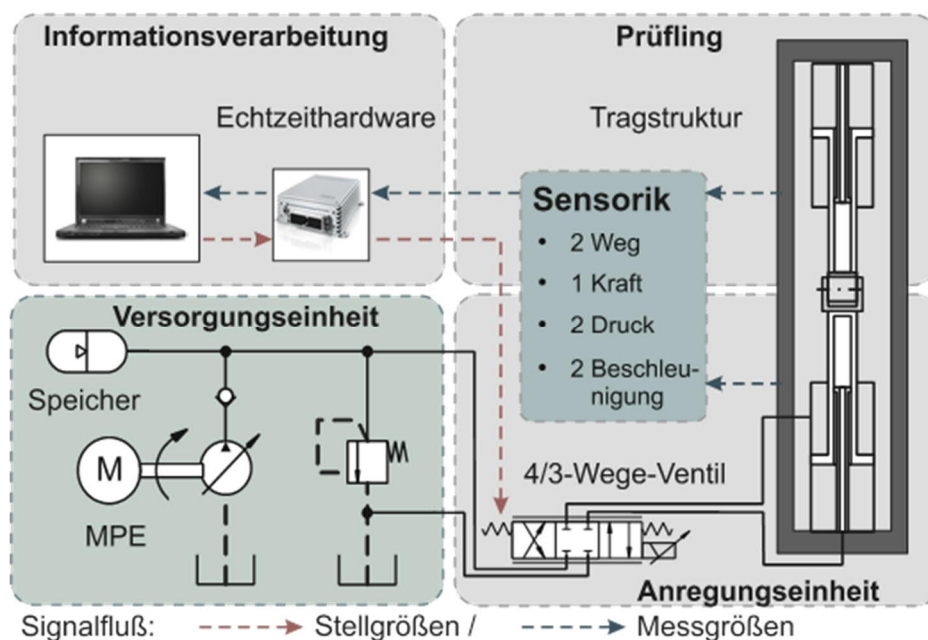 Informationsverarbeitung
Echtzeithardware
Prüfling
Tragstruktur
Sensorik
• 2 Weg
• 1 Kraft
• 2 Druck
• 2 Beschleu-
nigung
Versorgungseinheit
Speicher
M
MPE
4/3-Wege-Ventil
Anregungseinheit
Signalfluß: Stellgrößen / Messgrößen